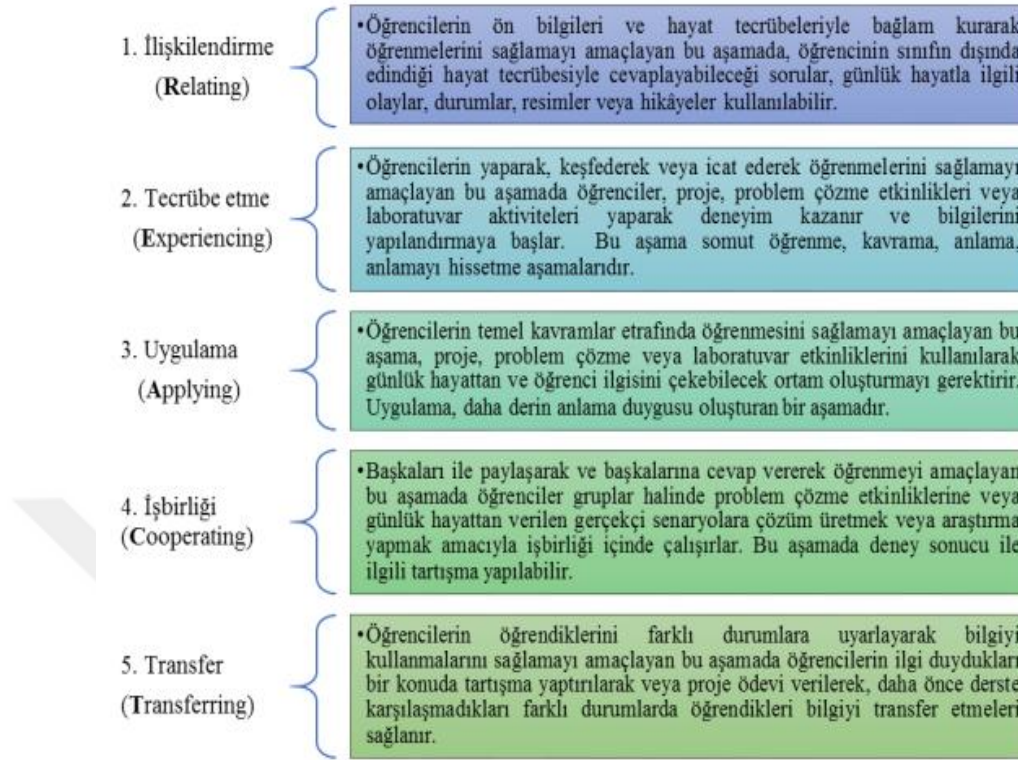 1. İlişkilendirme
(Relating)
•Öğrencilerin ön bilgileri ve hayat tecrübeleriyle bağlam kurarak
öğrenmelerini sağlamayı amaçlayan bu aşamada, öğrencinin sınıfın dışında
edindiği hayat tecrübesiyle cevaplayabileceği sorular, günlük hayatla ilgili
olaylar, durumlar, resimler veya hikâyeler kullanılabilir.
2. Tecrübe etme
(Experiencing)
•Öğrencilerin yaparak, keşfederek veya icat ederek öğrenmelerini sağlamayı
amaçlayan bu aşamada öğrenciler, proje, problem çözme etkinlikleri veya
laboratuvar aktiviteleri yaparak deneyim kazanır ve bilgilerini
yapılandırmaya başlar. Bu aşama somut öğrenme, kavrama, anlama,
anlamayı hissetme aşamalarıdır.
3. Uygulama
(Applying)
•Öğrencilerin temel kavramlar etrafında öğrenmesini sağlamayı amaçlayan bu
aşama, proje, problem çözme veya laboratuvar etkinliklerini kullanılarak
günlük hayattan ve öğrenci ilgisini çekebilecek ortam oluşturmayı gerektirir.
Uygulama, daha derin anlama duygusu oluşturan bir aşamadır.
4. İşbirliği
(Cooperating)
•Başkaları ile paylaşarak ve başkalarına cevap vererek öğrenmeyi amaçlayan
bu aşamada öğrenciler gruplar halinde problem çözme etkinliklerine veya
günlük hayattan verilen gerçekçi senaryolara çözüm üretmek veya araştırma
yapmak amacıyla işbirliği içinde çalışırlar. Bu aşamada deney sonucu ile
ilgili tartışma yapılabilir.
5. Transfer
(Transferring)
•Öğrencilerin öğrendiklerini farklı durumlara uyarlayarak bilgiyi
kullanmalarını sağlamayı amaçlayan bu aşamada öğrencilerin ilgi duydukları
bir konuda tartışma yaptırılarak veya proje ödevi verilerek, daha önce derste
karşılaşmadıkları farklı durumlarda öğrendikleri bilgiyi transfer etmeleri
sağlanır.